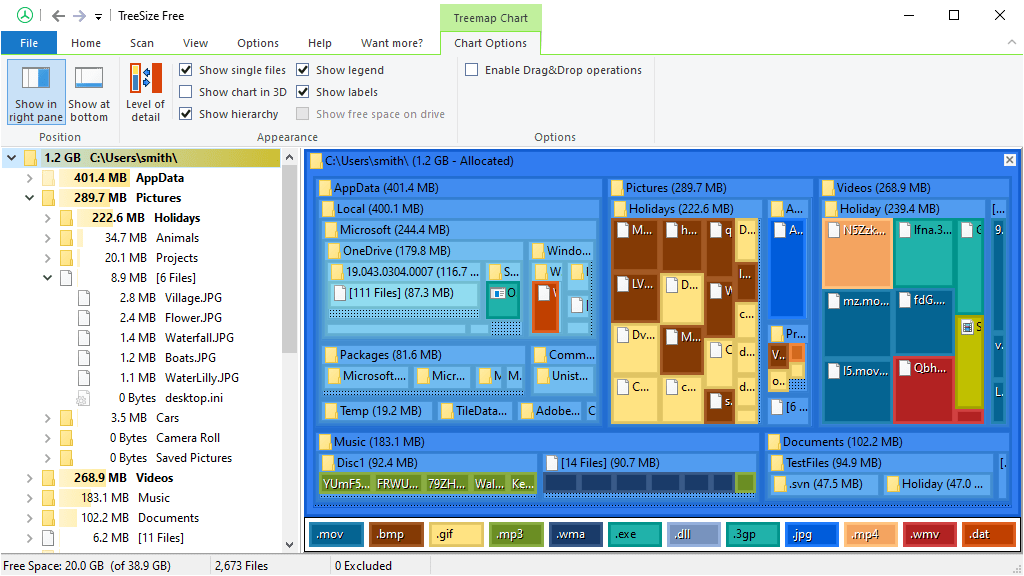 TreeSize Free
Treemap Chart
File Home Scan View Options Help Want more? Chart Options
Show in right pane
Show at bottom
Level of detail
Show single files
Show chart in 3D
Show hierarchy
Show legend
Show labels
Show free space on drive
Enable Drag&Drop operations
Position Appearance Options
1.2 GB C:\Users\smith\
401.4 MB AppData
289.7 MB Pictures
222.6 MB Holidays
34.7 MB Animals
20.1 MB Projects
8.9 MB [6 Files]
2.8 MB Village.JPG
2.4 MB Flower.JPG
1.4 MB Waterfall.JPG
1.2 MB Boats.JPG
1.1 MB WaterLilly.JPG
0 Bytes desktop.ini
3.5 MB Cars
0 Bytes Camera Roll
0 Bytes Saved Pictures
268.9 MB Videos
183.1 MB Music
102.2 MB Documents
6.2 MB [11 Files]
C:\Users\smith\ (1.2 GB - Allocated)
AppData (401.4 MB)
Local (400.1 MB)
Microsoft (244.4 MB)
OneDrive (179.8 MB)
19.043.0304.0007 (116.7 ...
S...
[111 Files] (87.3 MB)
O
Windo...
W
Packages (81.6 MB)
Microsoft....
Micr...
M
M.
Comm...
Unist...
Temp (19.2 MB)
TileData...
Adobe...
C
Pictures (289.7 MB)
Holidays (222.6 MB)
M...
h...
q
D...
LV...
D...
W
l...
c...
Dv...
M...
C
d...
C...
c...
s.
d...
A...
A..
Pr...
V..
o..
[6 ...
Videos (268.9 MB)
Holiday (239.4 MB)
[...
N5Zzk...
lfna.3...
9.
mz.mo...
fdG....
S
v.
l5.mov...
Qbh...
L.
Music (183.1 MB)
Disc1 (92.4 MB)
YUmF5...
FRWU...
79ZH...
Wal...
Ke...
[14 Files] (90.7 MB)
Documents (102.2 MB)
TestFiles (94.9 MB)
[.
.svn (47.5 MB)
Holiday (47.0 ...
.mov .bmp .gif .mp3 .wma .exe .dll .3gp .jpg .mp4 .wmv .dat
Free Space: 20.0 GB (of 38.9 GB) 2,673 Files 0 Excluded